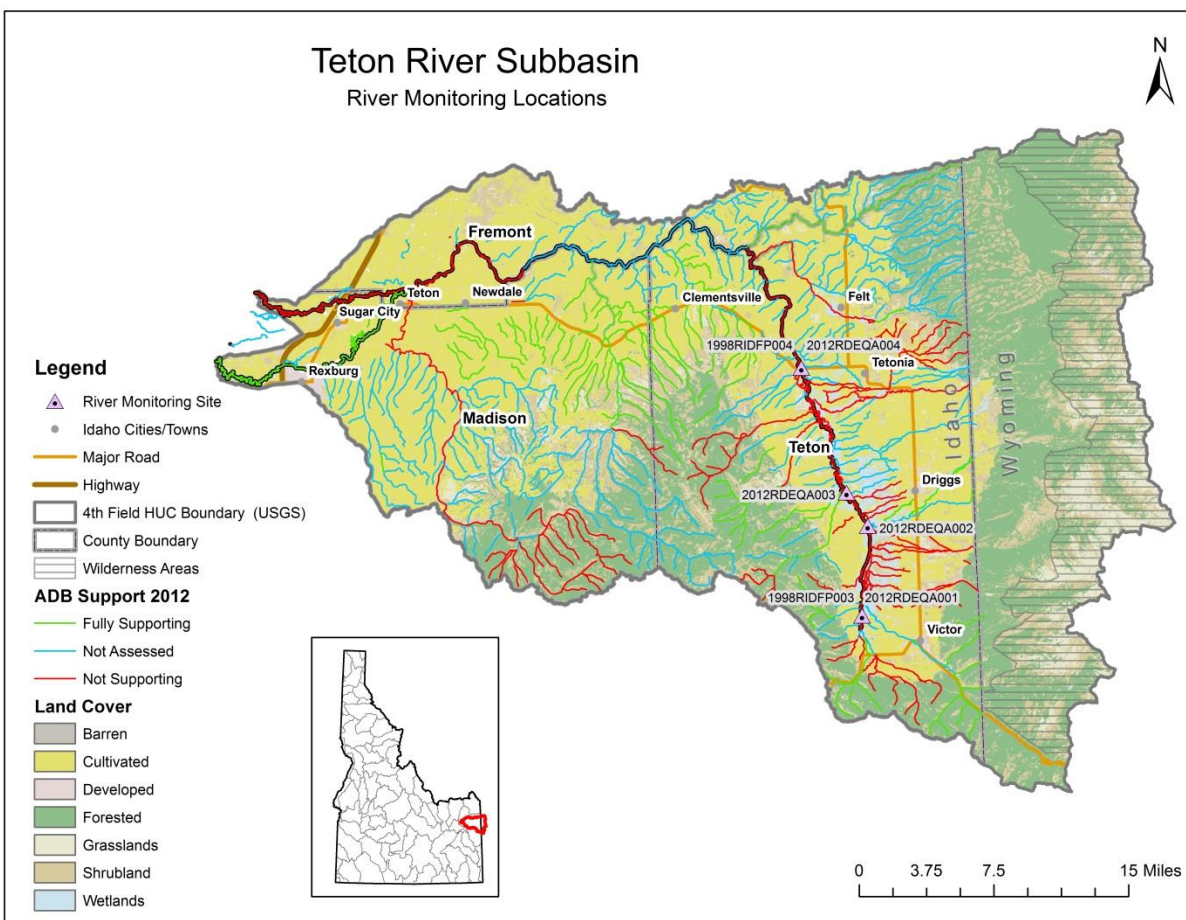 Teton River Subbasin
River Monitoring Locations
N
Fremont
Teton
Newdale
Clementsville
Felt
Sugar City
1998RIDFP004
2012RDEQA004
Tetonia
Rexburg
Madison
Teton
Idaho
Wyoming
Driggs
2012RDEQA003
2012RDEQA002
1998RIDFP003
2012RDEQA001
Victor
Legend
River Monitoring Site
Idaho Cities/Towns
Major Road
Highway
4th Field HUC Boundary (USGS)
County Boundary
Wilderness Areas
ADB Support 2012
Fully Supporting
Not Assessed
Not Supporting
Land Cover
Barren
Cultivated
Developed
Forested
Grasslands
Shrubland
Wetlands
0 3.75 7.5 15 Miles